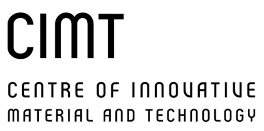 CIMT
CENTRE OF INNOVATIVE
MATERIAL AND TECHNOLOGY